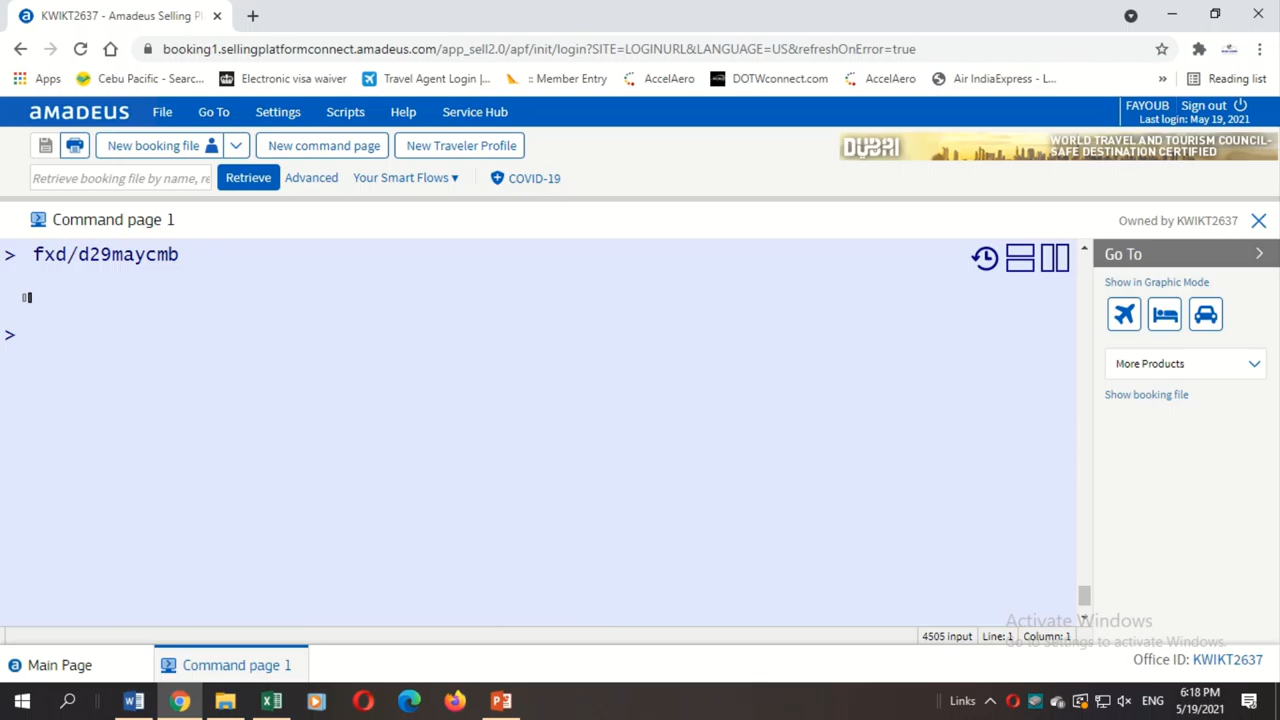 KWIKT2637 - Amadeus Selling Pl
booking1.sellingplatformconnect.amadeus.com/app_sell2.0/apf/init/login?SITE=LOGINURL&LANGUAGE=US&refreshOnError=true
Apps
Cebu Pacific - Searc...
Electronic visa waiver
Travel Agent Login |...
:: Member Entry
AccelAero
DOTWconnect.com
AccelAero
Air IndiaExpress - L...
»
Reading list
amadeus
File
Go To
Settings
Scripts
Help
Service Hub
FAYOUB
Sign out
Last login: May 19, 2021
New booking file
New command page
New Traveler Profile
DUBAI
WORLD TRAVEL AND TOURISM COUNCIL-
SAFE DESTINATION CERTIFIED
Retrieve booking file by name, re
Retrieve
Advanced
Your Smart Flows
COVID-19
Command page 1
Owned by KWIKT2637
> fxd/d29maycmb
>
Go To
Show in Graphic Mode
More Products
Show booking file
Activate Windows
Go to Settings to activate Windows.
4505 input
Line: 1
Column: 1
Main Page
Command page 1
Office ID: KWIKT2637
Links
ENG
6:18 PM
5/19/2021